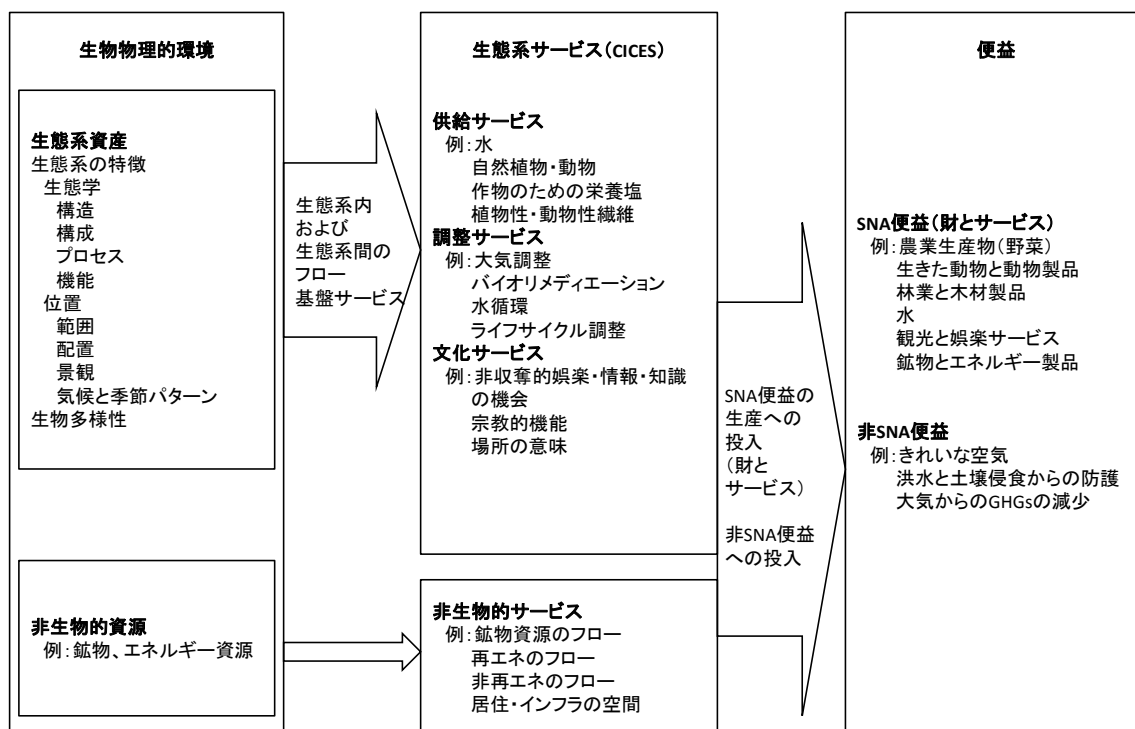 生物物理的環境
生態系資産
生態系の特徴
生態学
構造
構成
プロセス
機能
位置
範囲
配置
景観
気候と季節パターン
生物多様性
非生物的資源
例:鉱物、エネルギー資源
生態系内
および
生態系間の
フロー
基盤サービス
生態系サービス(CICES)
供給サービス
例:水
自然植物・動物
作物のための栄養塩
植物性・動物性繊維
調整サービス
例:大気調整
バイオリメディエーション
水循環
ライフサイクル調整
文化サービス
例:非収奪的娯楽・情報・知識
の機会
宗教的機能
場所の意味
非生物的サービス
例:鉱物資源のフロー
再エネのフロー
非再エネのフロー
居住・インフラの空間
SNA便益の
生産への
投入
(財と
サービス)
非SNA便益
への投入
便益
SNA便益(財とサービス)
例:農業生産物(野菜)
生きた動物と動物製品
林業と木材製品
水
観光と娯楽サービス
鉱物とエネルギー製品
非SNA便益
例:きれいな空気
洪水と土壌侵食からの防護
大気からのGHGsの減少